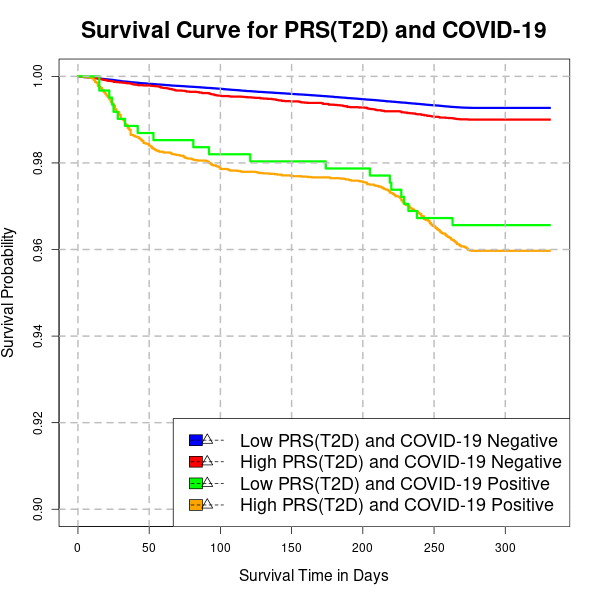 Survival Curve for PRS(T2D) and COVID-19
Survival Probability
1.00
0.98
0.96
0.94
0.92
0.90
Low PRS(T2D) and COVID-19 Negative
High PRS(T2D) and COVID-19 Negative
Low PRS(T2D) and COVID-19 Positive
High PRS(T2D) and COVID-19 Positive
0 50 100 150 200 250 300
Survival Time in Days